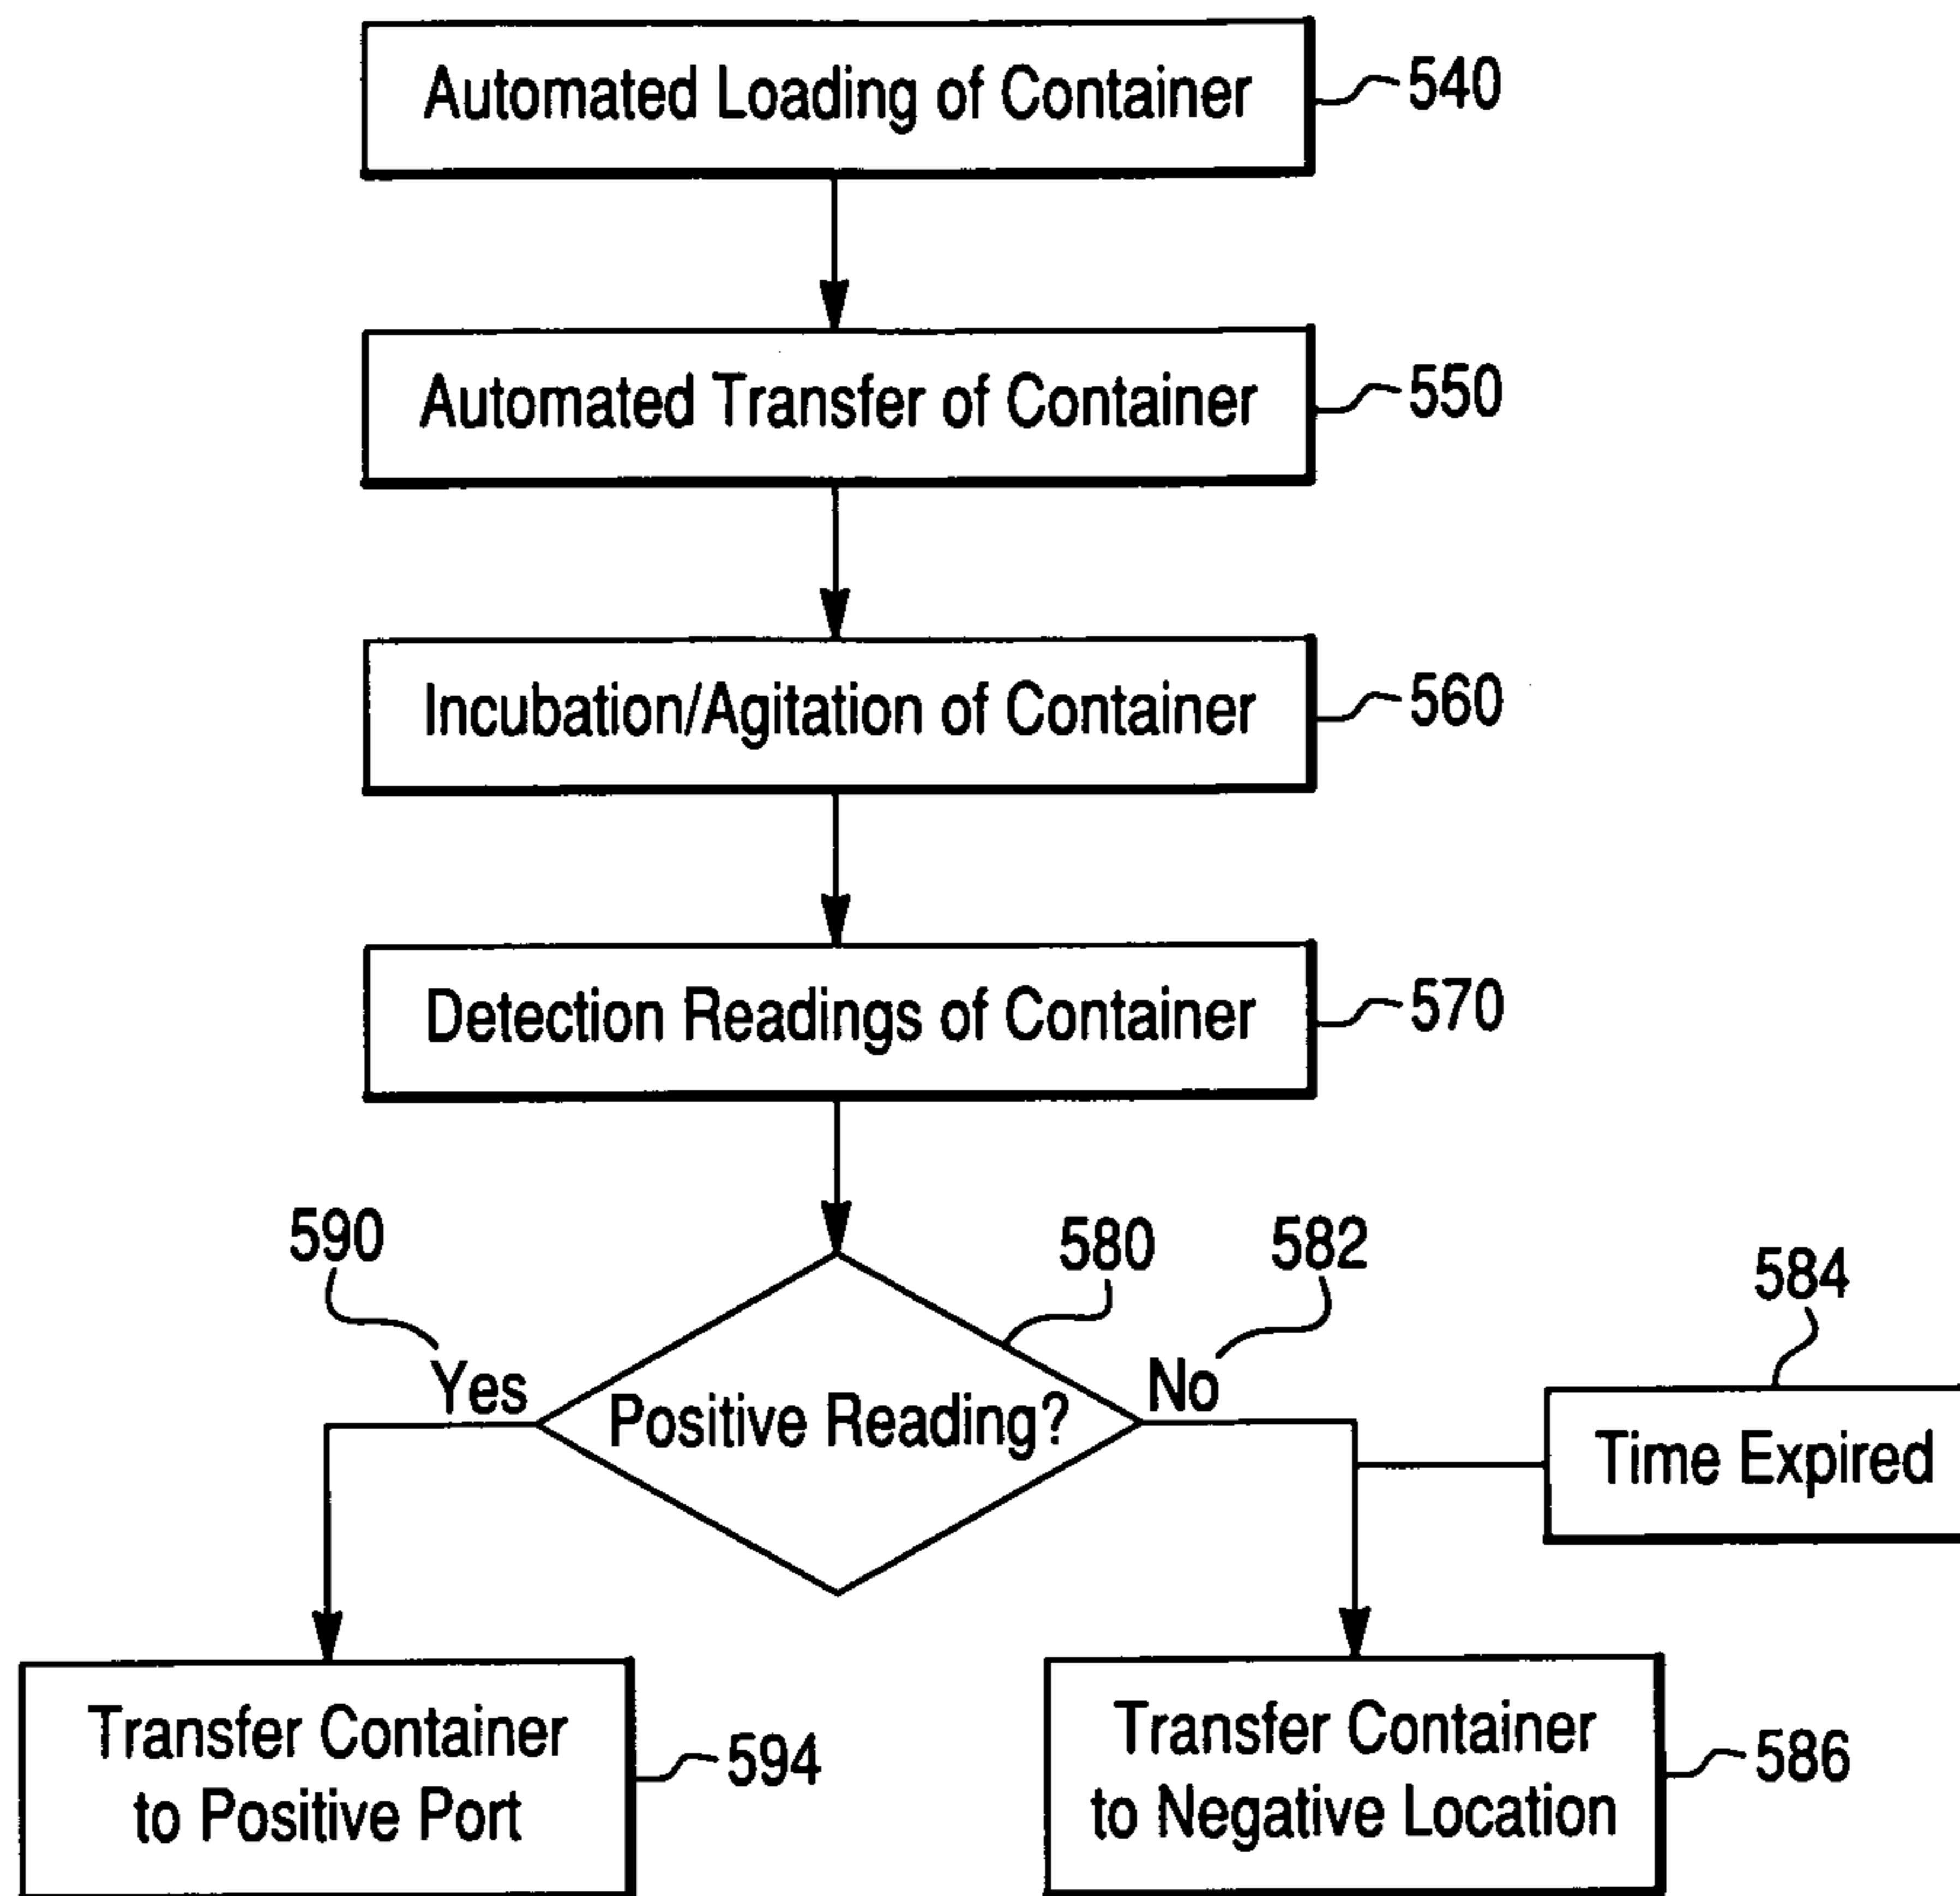 Automated Loading of Container
540
Automated Transfer of Container
550
Incubation/Agitation of Container
560
Detection Readings of Container
570
590
580
582
584
Yes
Positive Reading?
No
Time Expired
Transfer Container
to Positive Port
594
Transfer Container
to Negative Location
586